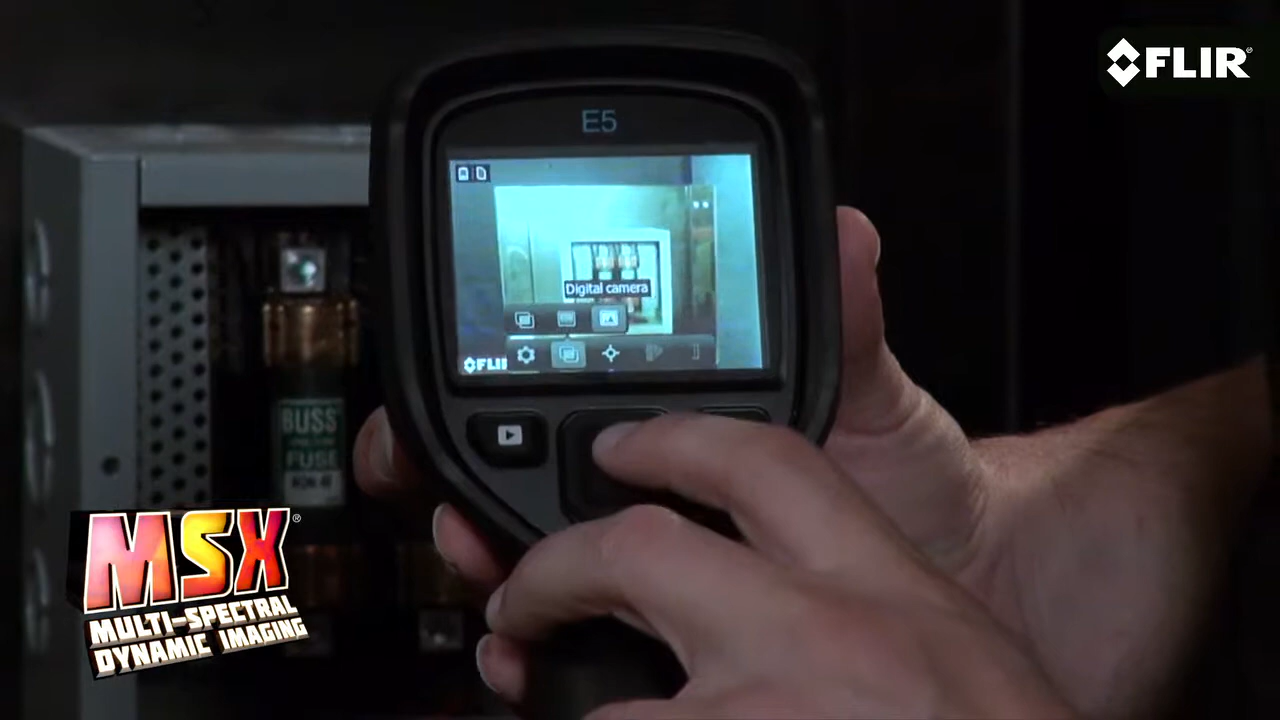 FLIR
E5
Digital camera
FLIR
BUSS
FUSE
MSX
MULTI-SPECTRAL
DYNAMIC IMAGING